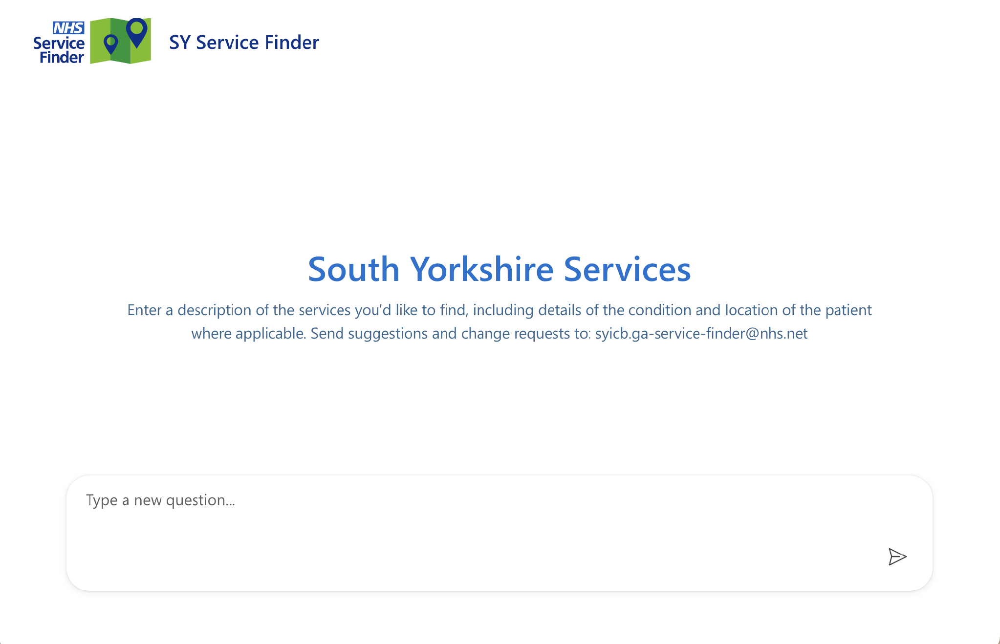 NHS
Service
Finder
SY Service Finder
South Yorkshire Services
Enter a description of the services you'd like to find, including details of the condition and location of the patient
where applicable. Send suggestions and change requests to: syicb.ga-service-finder@nhs.net
Type a new question...